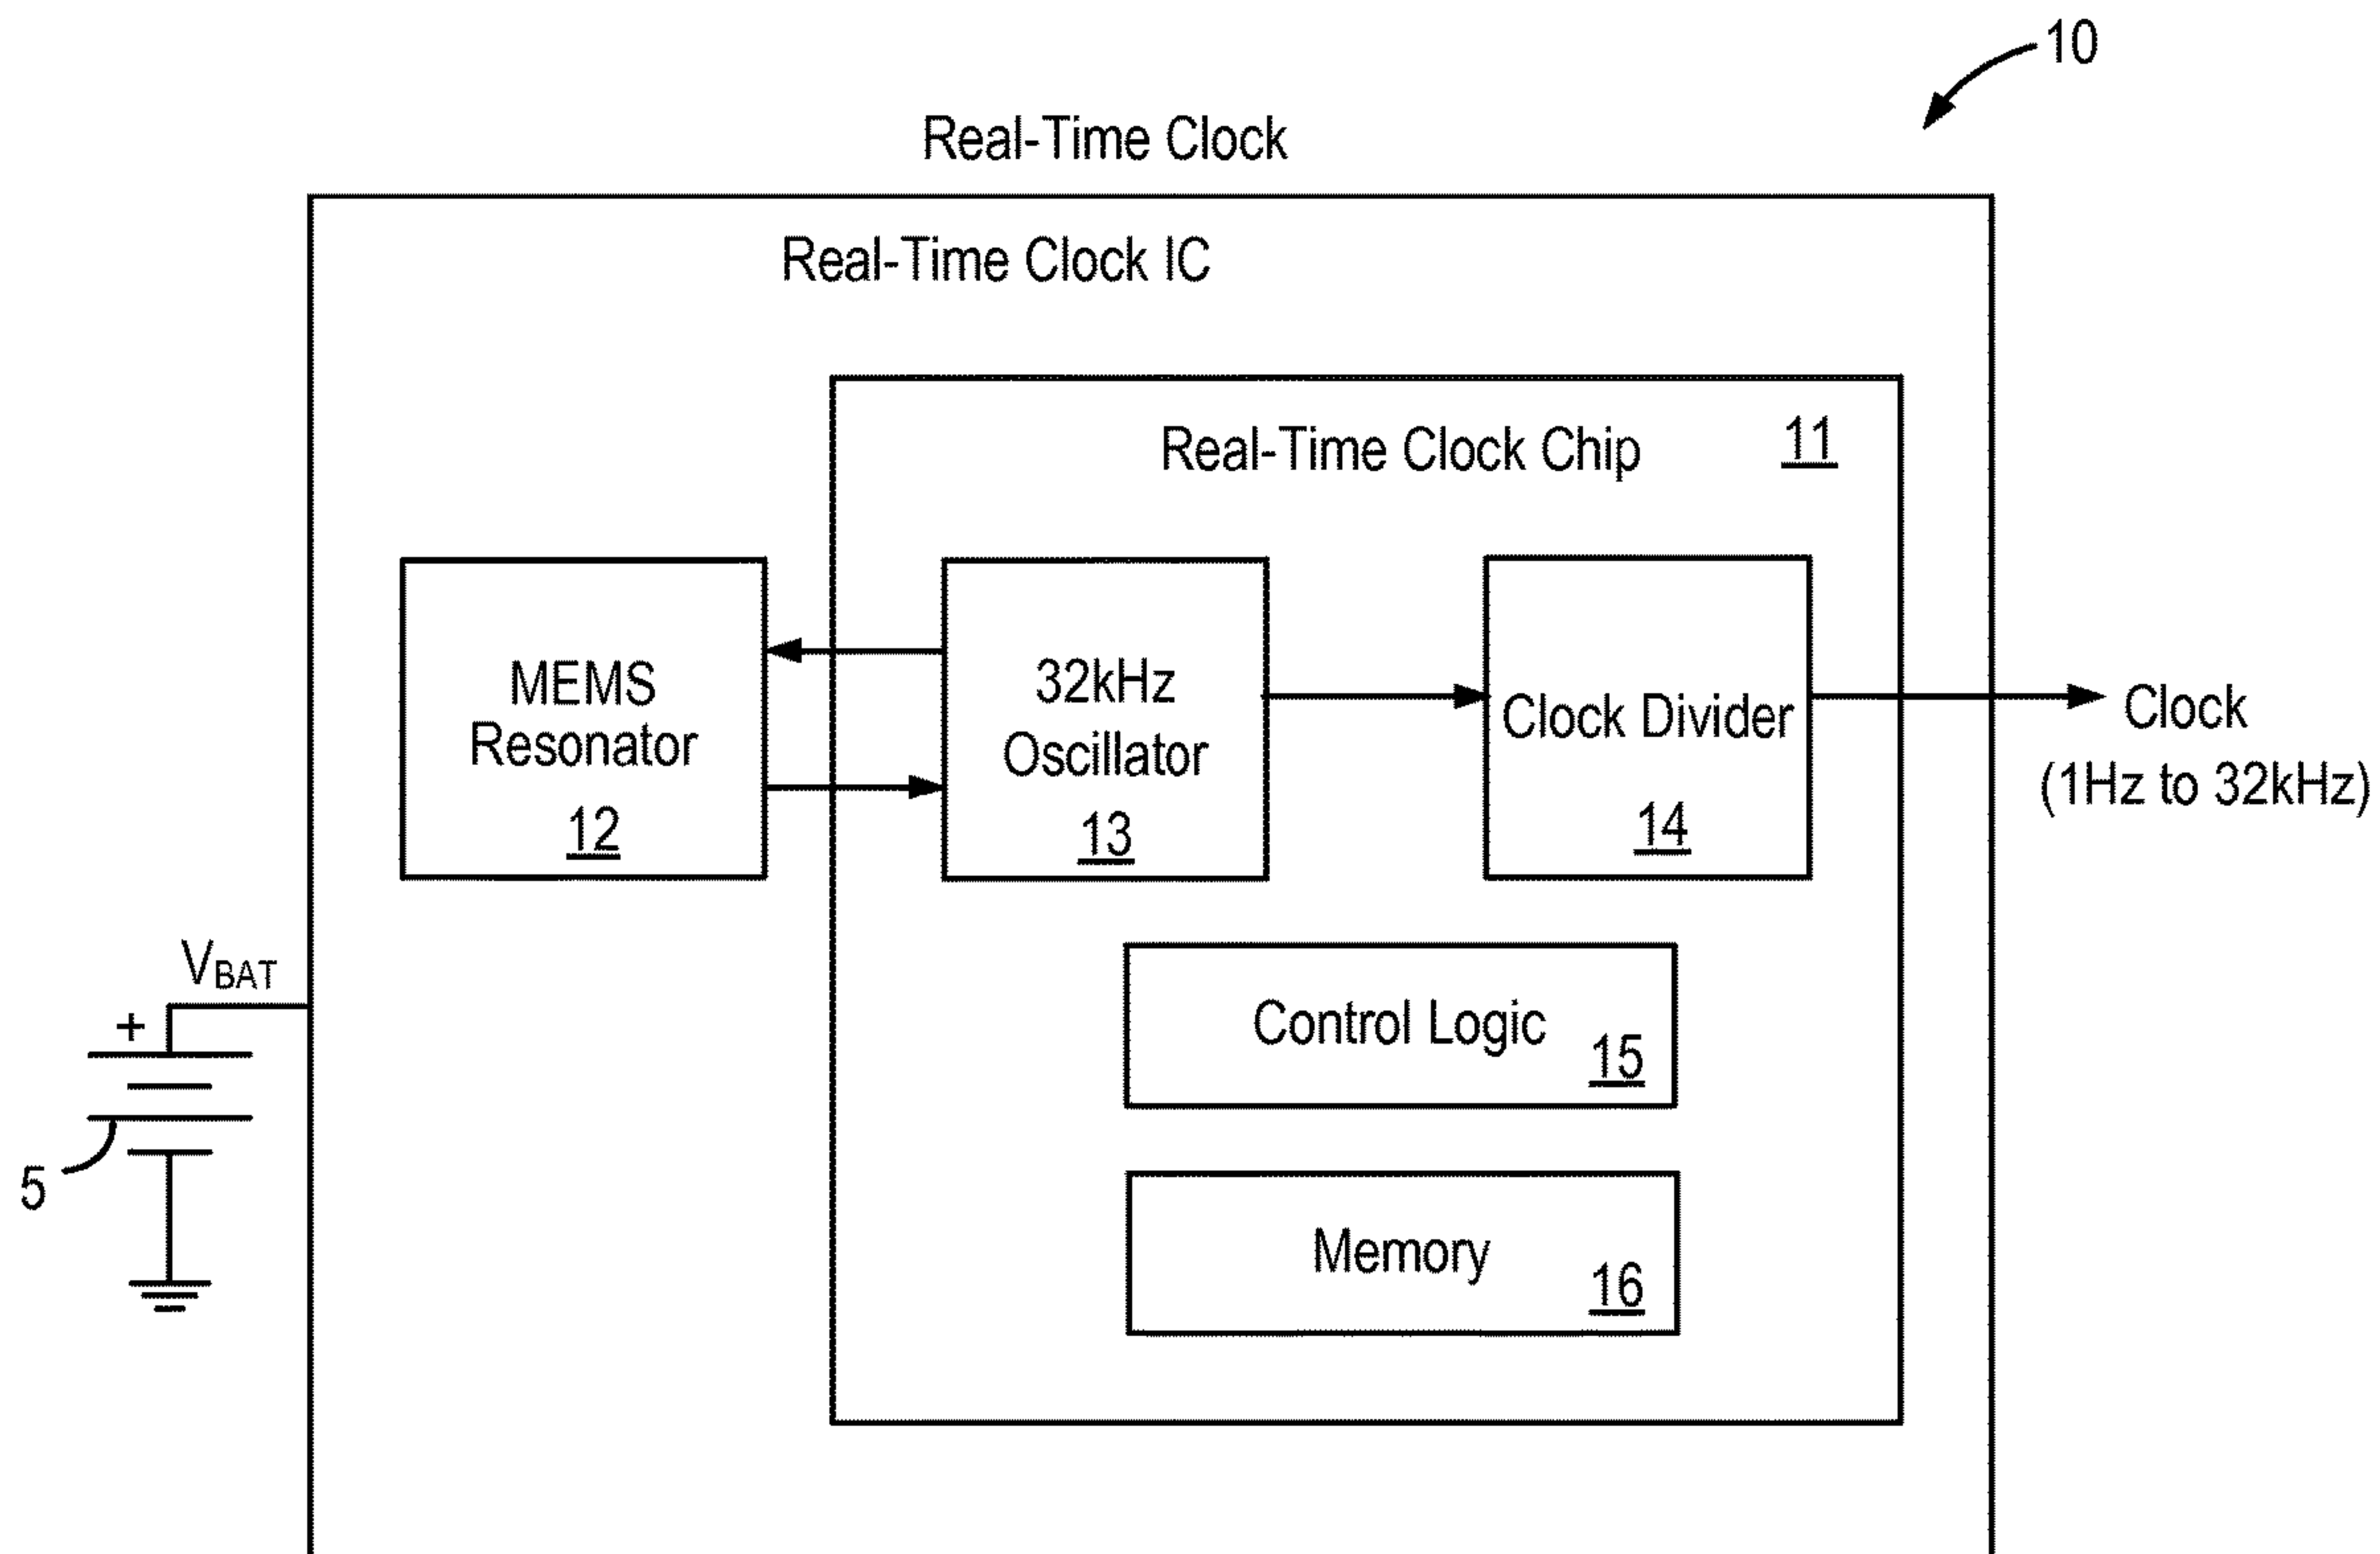 10
Real-Time Clock
Real-Time Clock IC
Real-Time Clock Chip
11
MEMS
Resonator
12
32kHz
Oscillator
13
Clock Divider
14
Clock
(1Hz to 32kHz)
VBAT
+
5
Control Logic
15
Memory
16